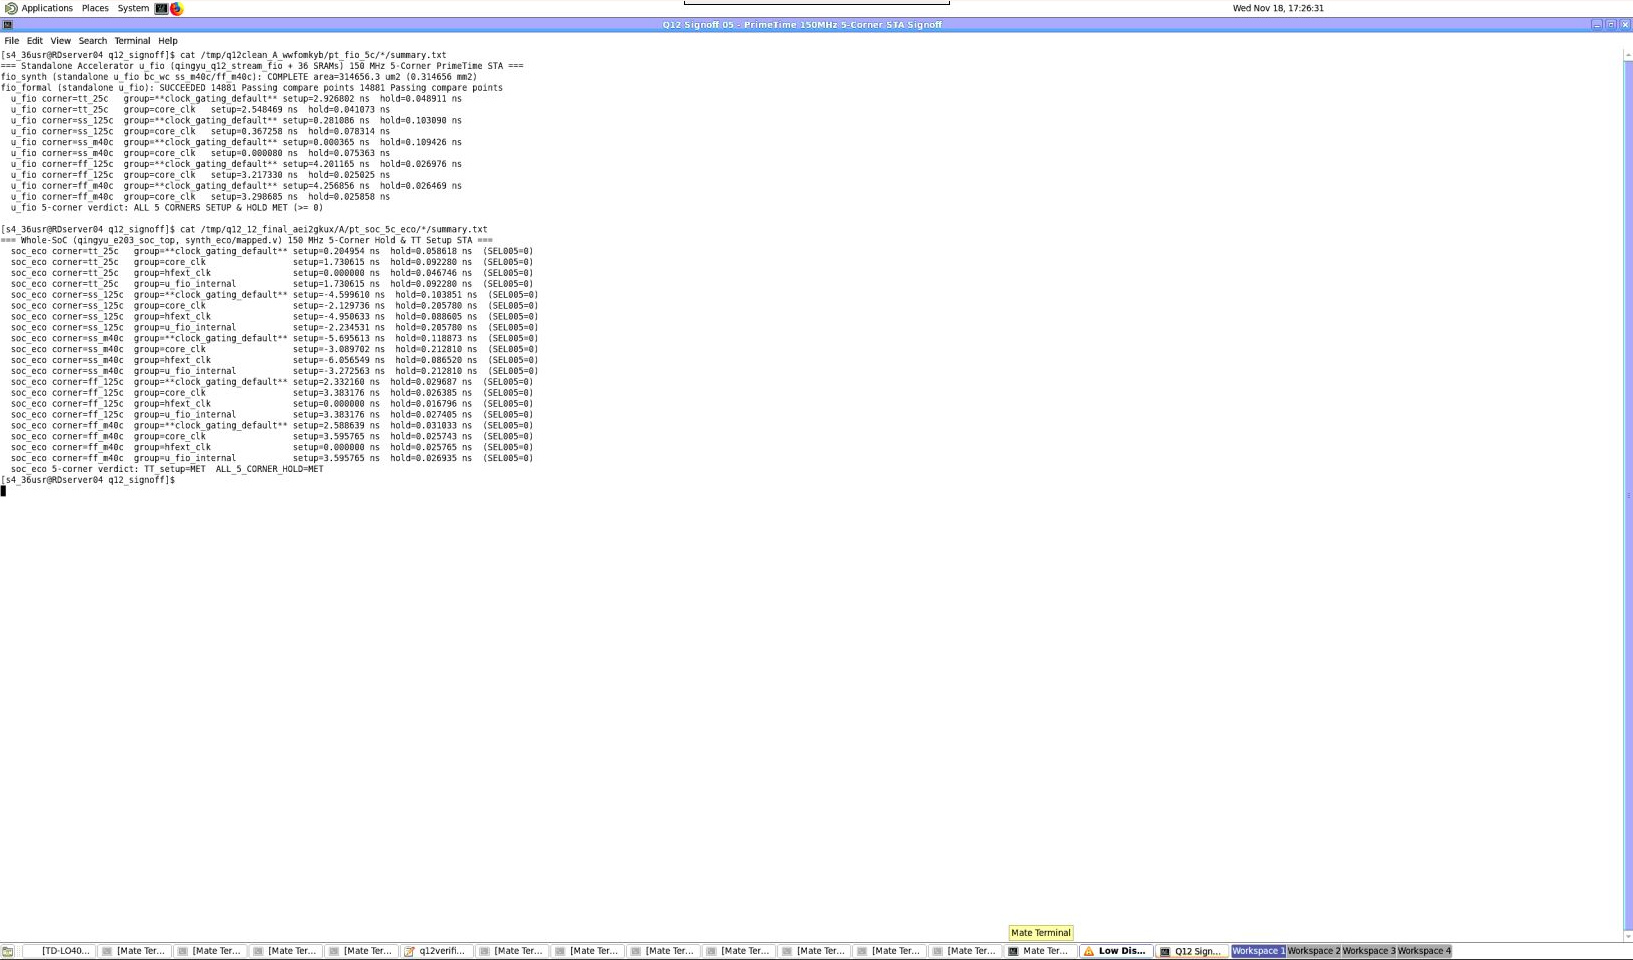 Applications Places System Wed Nov 18, 17:26:31
Q12 Signoff 05 - PrimeTime 150MHz 5-Corner STA Signoff
File Edit View Search Terminal Help
[s4_36usr@RDserver04 q12_signoff]$ cat /tmp/q12clean_A_wwfomkyb/pt_fio_5c/*/summary.txt
=== Standalone Accelerator u_fio (qingyu_q12_stream_fio + 36 SRAMs) 150 MHz 5-Corner PrimeTime STA ===
fio_synth (standalone u_fio bc_wc ss_m40c/ff_m40c): COMPLETE area=314656.3 um2 (0.314656 mm2)
fio_formal (standalone u_fio): SUCCEEDED 14881 Passing compare points 14881 Passing compare points
u_fio corner=tt_25c group=**clock_gating_default** setup=2.926802 ns hold=0.048911 ns
u_fio corner=tt_25c group=core_clk setup=2.548469 ns hold=0.041073 ns
u_fio corner=ss_125c group=**clock_gating_default** setup=0.281086 ns hold=0.103090 ns
u_fio corner=ss_125c group=core_clk setup=0.367258 ns hold=0.078314 ns
u_fio corner=ss_m40c group=**clock_gating_default** setup=0.000365 ns hold=0.109426 ns
u_fio corner=ss_m40c group=core_clk setup=0.000080 ns hold=0.075363 ns
u_fio corner=ff_125c group=**clock_gating_default** setup=4.201165 ns hold=0.026976 ns
u_fio corner=ff_125c group=core_clk setup=3.217330 ns hold=0.025025 ns
u_fio corner=ff_m40c group=**clock_gating_default** setup=4.256856 ns hold=0.026469 ns
u_fio corner=ff_m40c group=core_clk setup=3.298685 ns hold=0.025858 ns
u_fio 5-corner verdict: ALL 5 CORNERS SETUP & HOLD MET (>= 0)
[s4_36usr@RDserver04 q12_signoff]$ cat /tmp/q12_12_final_aei2gkux/A/pt_soc_5c_eco/*/summary.txt
=== Whole-SoC (qingyu_e203_soc_top, synth_eco/mapped.v) 150 MHz 5-Corner Hold & TT Setup STA ===
soc_eco corner=tt_25c group=**clock_gating_default** setup=0.204954 ns hold=0.058618 ns (SEL005=0)
soc_eco corner=tt_25c group=core_clk setup=1.730615 ns hold=0.092280 ns (SEL005=0)
soc_eco corner=tt_25c group=hfext_clk setup=0.000000 ns hold=0.046746 ns (SEL005=0)
soc_eco corner=tt_25c group=u_fio_internal setup=1.730615 ns hold=0.092280 ns (SEL005=0)
soc_eco corner=ss_125c group=**clock_gating_default** setup=-4.599610 ns hold=0.103851 ns (SEL005=0)
soc_eco corner=ss_125c group=core_clk setup=-2.129736 ns hold=0.205780 ns (SEL005=0)
soc_eco corner=ss_125c group=hfext_clk setup=-4.950633 ns hold=0.088605 ns (SEL005=0)
soc_eco corner=ss_125c group=u_fio_internal setup=-2.234531 ns hold=0.205780 ns (SEL005=0)
soc_eco corner=ss_m40c group=**clock_gating_default** setup=-5.695613 ns hold=0.118873 ns (SEL005=0)
soc_eco corner=ss_m40c group=core_clk setup=-3.089702 ns hold=0.212810 ns (SEL005=0)
soc_eco corner=ss_m40c group=hfext_clk setup=-6.056549 ns hold=0.086520 ns (SEL005=0)
soc_eco corner=ss_m40c group=u_fio_internal setup=-3.272563 ns hold=0.212810 ns (SEL005=0)
soc_eco corner=ff_125c group=**clock_gating_default** setup=2.332160 ns hold=0.029687 ns (SEL005=0)
soc_eco corner=ff_125c group=core_clk setup=3.383176 ns hold=0.026385 ns (SEL005=0)
soc_eco corner=ff_125c group=hfext_clk setup=0.000000 ns hold=0.016796 ns (SEL005=0)
soc_eco corner=ff_125c group=u_fio_internal setup=3.383176 ns hold=0.027405 ns (SEL005=0)
soc_eco corner=ff_m40c group=**clock_gating_default** setup=2.588639 ns hold=0.031033 ns (SEL005=0)
soc_eco corner=ff_m40c group=core_clk setup=3.595765 ns hold=0.025743 ns (SEL005=0)
soc_eco corner=ff_m40c group=hfext_clk setup=0.000000 ns hold=0.025765 ns (SEL005=0)
soc_eco corner=ff_m40c group=u_fio_internal setup=3.595765 ns hold=0.026935 ns (SEL005=0)
soc_eco 5-corner verdict: TT_setup=MET ALL_5_CORNER_HOLD=MET
[s4_36usr@RDserver04 q12_signoff]$
Mate Terminal
[TD-LO40... [Mate Ter... [Mate Ter... [Mate Ter... [Mate Ter... q12verifi... [Mate Ter... [Mate Ter... [Mate Ter... [Mate Ter... [Mate Ter... [Mate Ter... [Mate Ter... Mate Ter... Low Dis... Q12 Sign... Workspace 1 Workspace 2 Workspace 3 Workspace 4